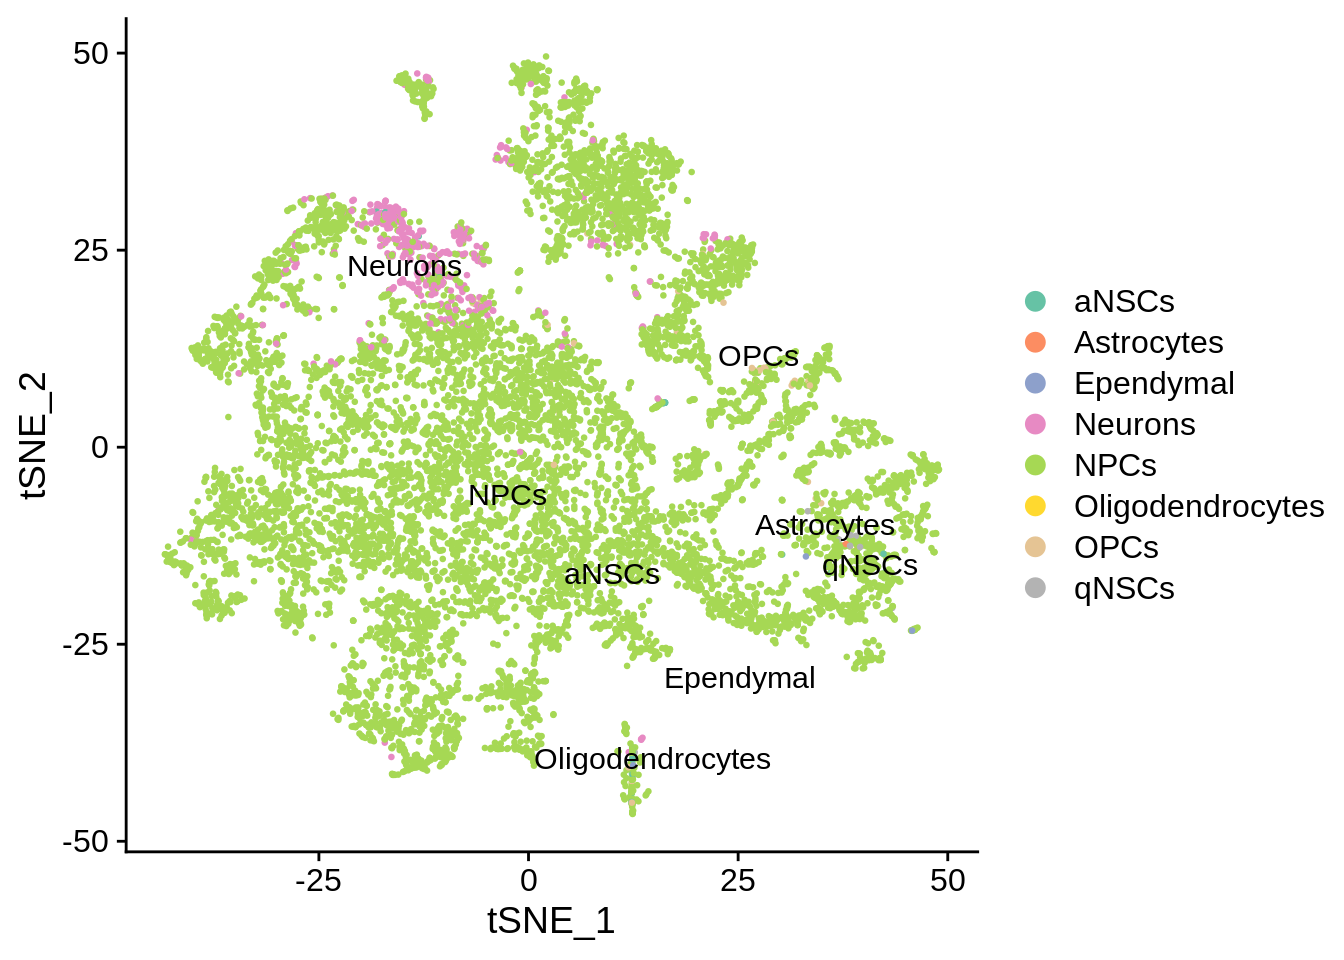 50
25
0
-25
-50
tSNE_2
-25
0
25
50
tSNE_1
Neurons
OPCs
NPCs
Astrocytes
qNSCs
aNSCs
Ependymal
Oligodendrocytes
aNSCs
Astrocytes
Ependymal
Neurons
NPCs
Oligodendrocytes
OPCs
qNSCs